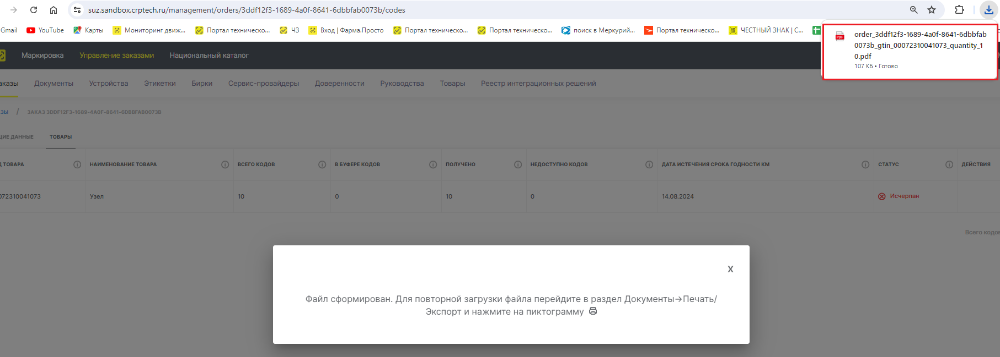 suz.sandbox.crptech.ru/management/orders/3ddf12f3-1689-4a0f-8641-6dbbfab0073b/codes
Gmail YouTube Карты Мониторинг движ... Портал техническо... ЧЗ Вход | Фарма.Просто Портал техническо... Портал техническо... поиск в Меркурий... Портал техническо... ЧЕСТНЫЙ ЗНАК | С...
order_3ddf12f3-1689-4a0f-8641-6dbbfab
0073b_gtin_00072310041073_quantity_1
0.pdf
107 КБ • Готово
Маркировка Управление заказами Национальный каталог
аказы Документы Устройства Этикетки Бирки Сервис-провайдеры Доверенности Руководства Товары Реестр интеграционных решений
зы / ЗАКАЗ 3DDF12F3-1689-4A0F-8641-6DBBFAB0073B
ЩИЕ ДАННЫЕ ТОВАРЫ
Д ТОВАРА НАИМЕНОВАНИЕ ТОВАРА ВСЕГО КОДОВ В БУФЕРЕ КОДОВ ПОЛУЧЕНО НЕДОСТУПНО КОДОВ ДАТА ИСТЕЧЕНИЯ СРОКА ГОДНОСТИ КМ СТАТУС ДЕЙСТВИЯ
072310041073 Узел 10 0 10 0 14.08.2024 Исчерпан
Всего кодов
X
Файл сформирован. Для повторной загрузки файла перейдите в раздел Документы→Печать/
Экспорт и нажмите на пиктограмму